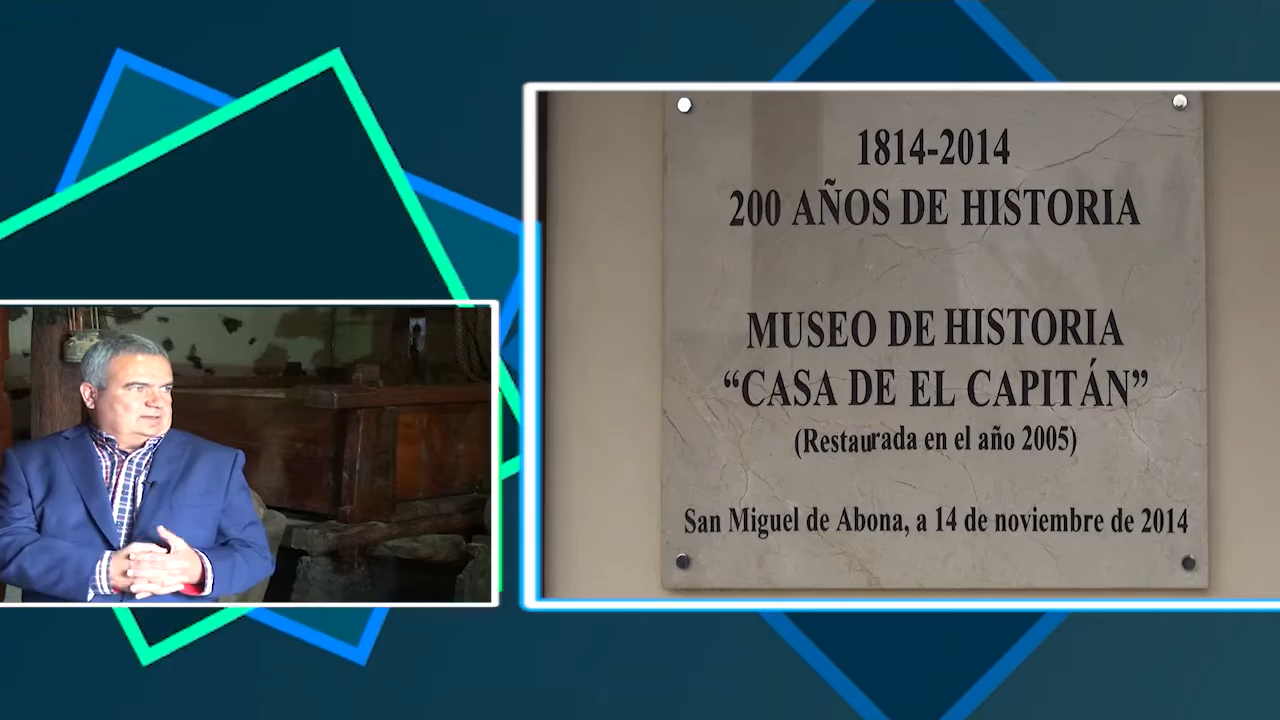 1814-2014
200 AÑOS DE HISTORIA
MUSEO DE HISTORIA
“CASA DE EL CAPITÁN”
(Restaurada en el año 2005)
San Miguel de Abona, a 14 de noviembre de 2014